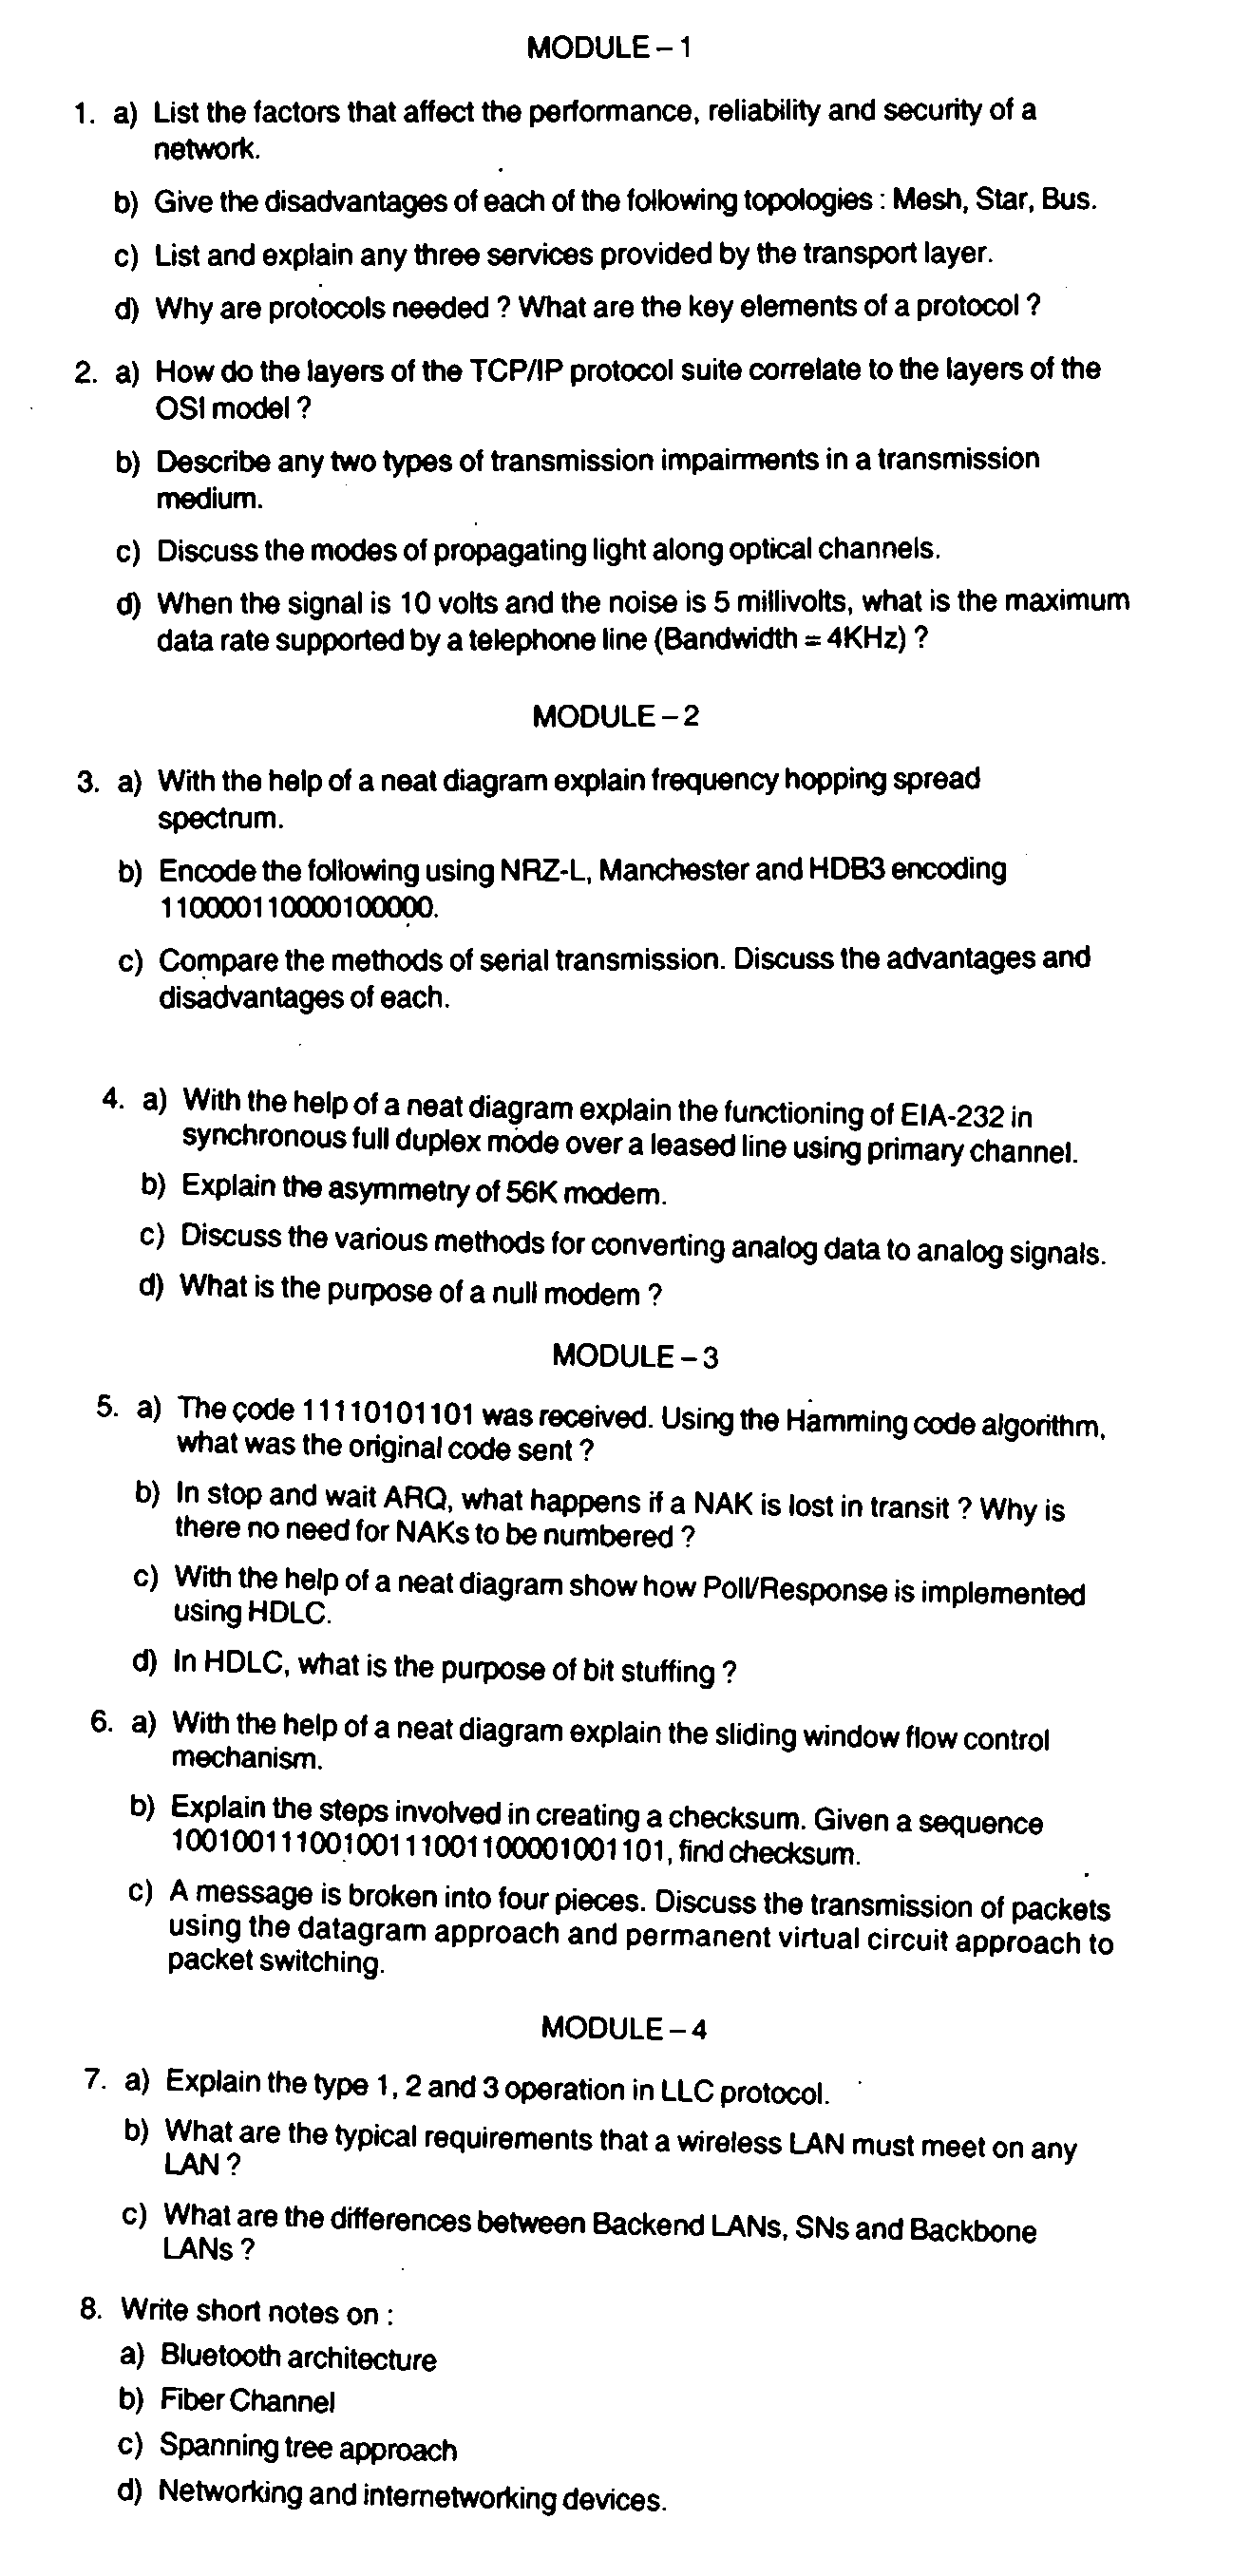 MODULE – 1
1. a) List the factors that affect the performance, reliability and security of a
network.
b) Give the disadvantages of each of the following topologies : Mesh, Star, Bus.
c) List and explain any three services provided by the transport layer.
d) Why are protocols needed ? What are the key elements of a protocol ?
2. a) How do the layers of the TCP/IP protocol suite correlate to the layers of the
OSI model ?
b) Describe any two types of transmission impairments in a transmission
medium.
c) Discuss the modes of propagating light along optical channels.
d) When the signal is 10 volts and the noise is 5 millivolts, what is the maximum
data rate supported by a telephone line (Bandwidth = 4KHz) ?
MODULE – 2
3. a) With the help of a neat diagram explain frequency hopping spread
spectrum.
b) Encode the following using NRZ-L, Manchester and HDB3 encoding
110000110000100000.
c) Compare the methods of serial transmission. Discuss the advantages and
disadvantages of each.
4. a) With the help of a neat diagram explain the functioning of EIA-232 in
synchronous full duplex mode over a leased line using primary channel.
b) Explain the asymmetry of 56K modem.
c) Discuss the various methods for converting analog data to analog signals.
d) What is the purpose of a null modem ?
MODULE – 3
5. a) The code 11110101101 was received. Using the Hamming code algorithm,
what was the original code sent ?
b) In stop and wait ARQ, what happens if a NAK is lost in transit ? Why is
there no need for NAKs to be numbered ?
c) With the help of a neat diagram show how Poll/Response is implemented
using HDLC.
d) In HDLC, what is the purpose of bit stuffing ?
6. a) With the help of a neat diagram explain the sliding window flow control
mechanism.
b) Explain the steps involved in creating a checksum. Given a sequence
10010011100100111001100001001101, find checksum.
c) A message is broken into four pieces. Discuss the transmission of packets
using the datagram approach and permanent virtual circuit approach to
packet switching.
MODULE – 4
7. a) Explain the type 1, 2 and 3 operation in LLC protocol.
b) What are the typical requirements that a wireless LAN must meet on any
LAN ?
c) What are the differences between Backend LANs, SNs and Backbone
LANs ?
8. Write short notes on :
a) Bluetooth architecture
b) Fiber Channel
c) Spanning tree approach
d) Networking and internetworking devices.